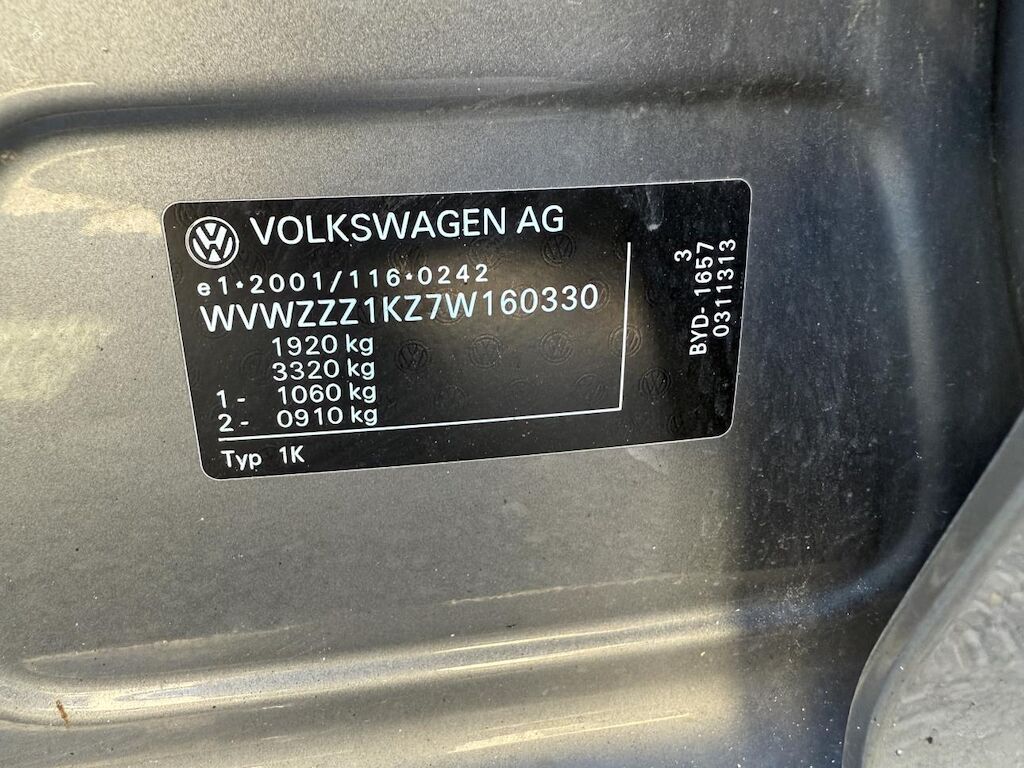 VOLKSWAGEN AG
e1*2001/116*0242
WVWZZZ1KZ7W160330
1920 kg
3320 kg
1- 1060 kg
2- 0910 kg
Typ 1K
3
BYD-1657
0311313